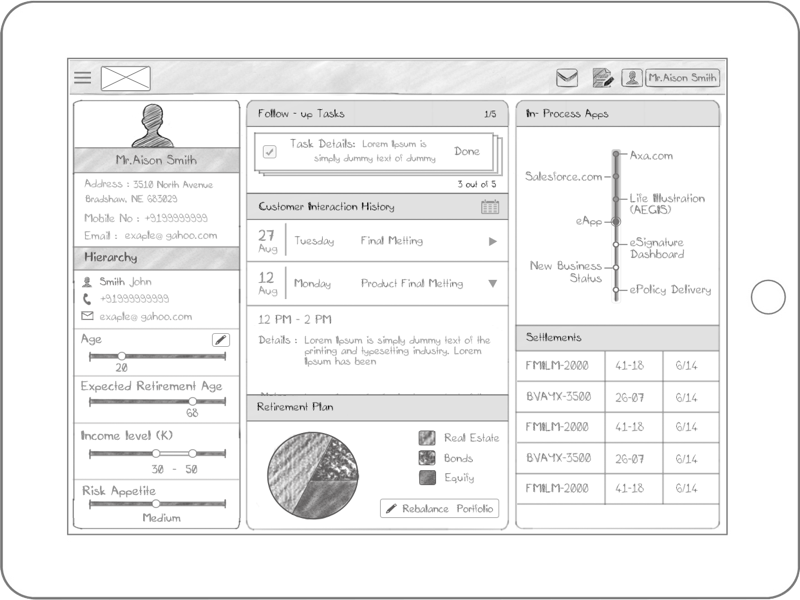 Mr.Aison Smith
Mr.Aison Smith
Address : 3510 North Avenue
Bradshaw, NE 683029
Mobile No : +9199999999
Email : exaple@ gahoo.com
Hierarchy
Smith John
+91999999999
exaple@ gahoo.com
Age
20
Expected Retirement Age
68
Income level (K)
30 - 50
Risk Appetite
Medium
Follow - up Tasks 1/5
Task Details: Lorem Ipsum is
simply dummy text of dummy
Done
3 out of 5
Customer Interaction History
27 Aug Tuesday Final Metting
12 Aug Monday Product Final Metting
12 PM - 2 PM
Details : Lorem Ipsum is simply dummy text of the
printing and typesetting industry. Lorem
Ipsum has been
Retirement Plan
Real Estate
Bonds
Equity
Rebalance Portfolio
In- Process Apps
Axa.com
Salesforce.com
Life Illustration
(AEGIS)
eApp
eSignature
Dashboard
New Business
Status
ePolicy Delivery
Settlements
FMILM-2000 41-18 6/14
BVAYX-3500 26-07 6/14
FMILM-2000 41-18 6/14
BVAYX-3500 26-07 6/14
FMILM-2000 41-18 6/14